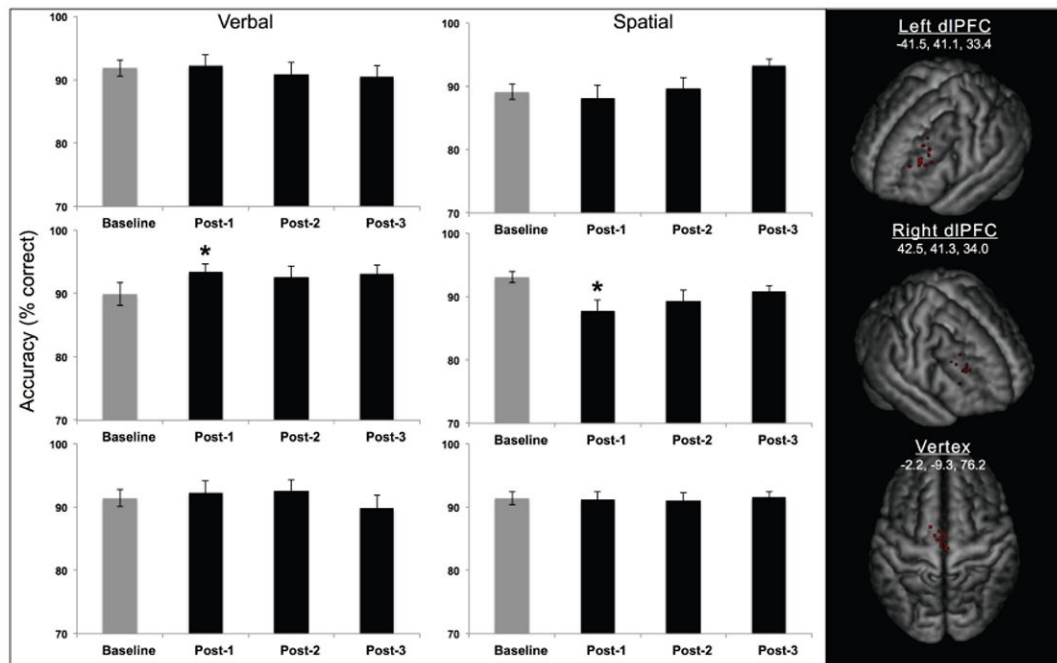 Verbal
Spatial
Accuracy (% correct)
100
90
80
70
Baseline Post-1 Post-2 Post-3
100
90
80
70
Baseline Post-1 Post-2 Post-3
Left dlPFC
-41.5, 41.1, 33.4
100
90
80
70
*
Baseline Post-1 Post-2 Post-3
100
90
80
70
*
Baseline Post-1 Post-2 Post-3
Right dlPFC
42.5, 41.3, 34.0
100
90
80
70
Baseline Post-1 Post-2 Post-3
100
90
80
70
Baseline Post-1 Post-2 Post-3
Vertex
-2.2, -9.3, 76.2